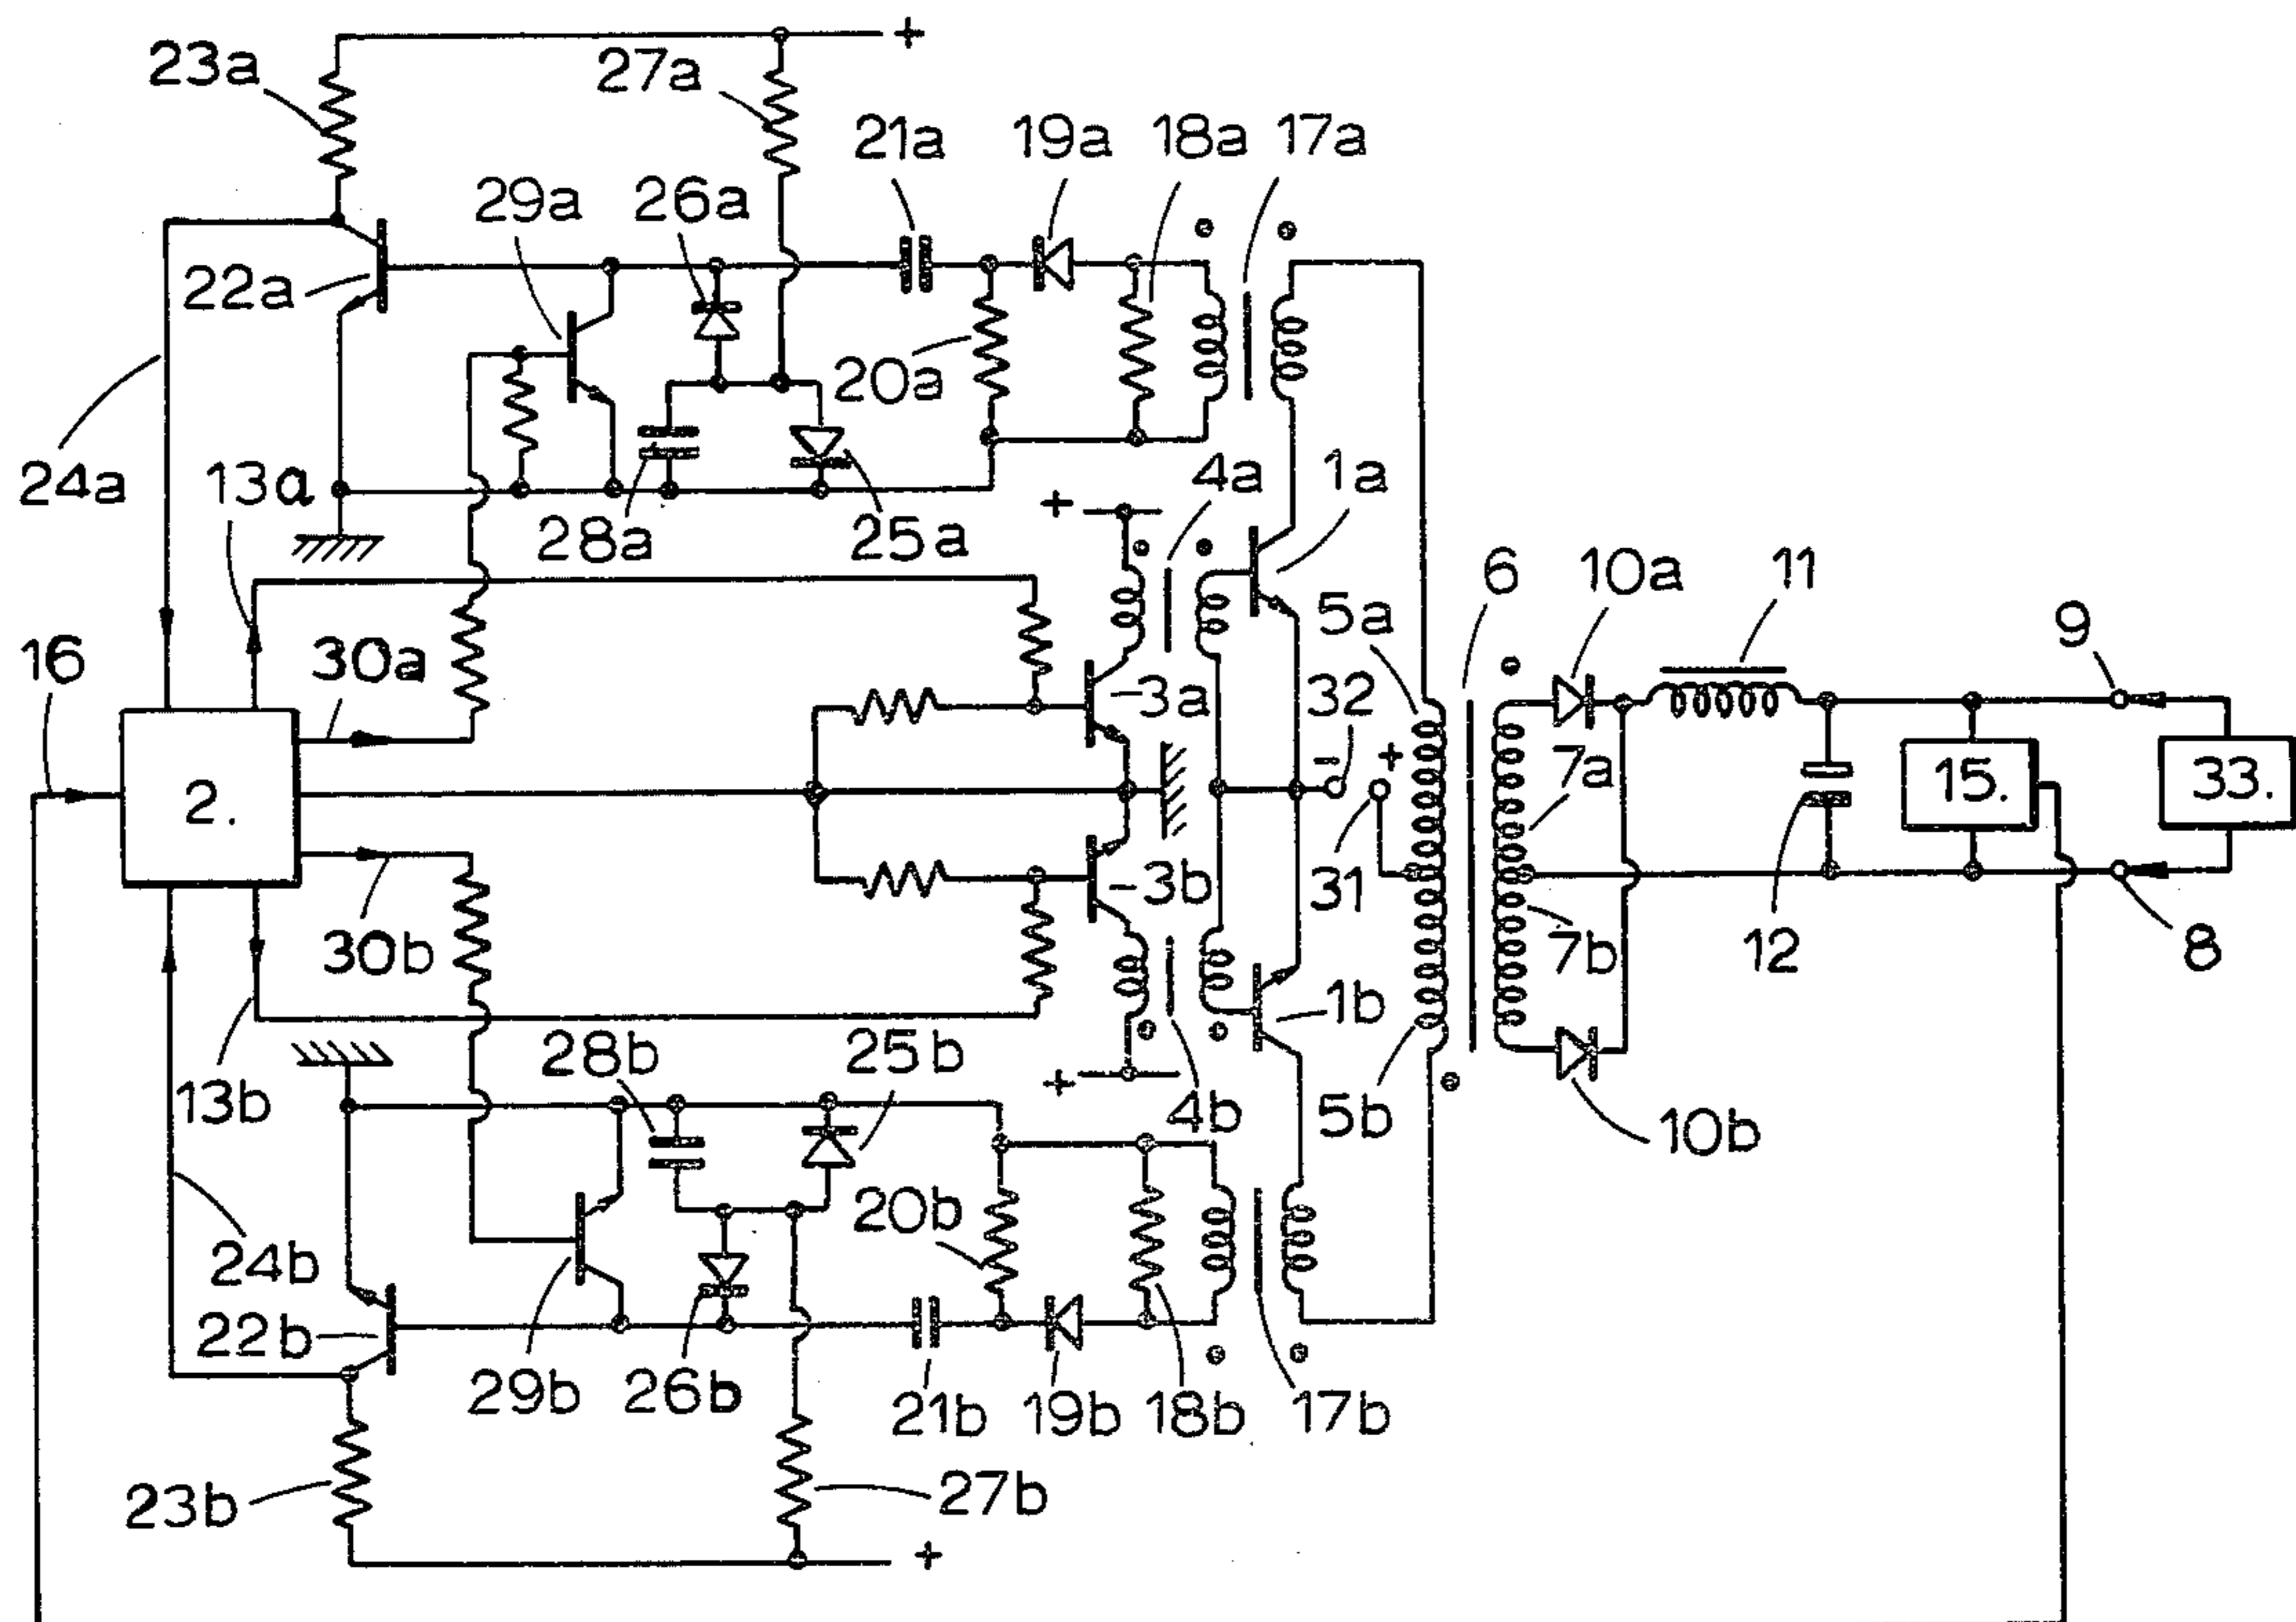 +
23a
27a
21a
19a
18a
17a
29a
26a
22a
20a
24a
13a
4a
1a
+
28a
25a
6
10a
11
5a
9
16
30a
32
3a
-
+
7a
2.
15.
33.
31
3b
30b
7b
12
8
1b
28b
25b
13b
+
4b
5b
10b
20b
24b
22b
29b
26b
21b
19b
18b
17b
23b
27b
+